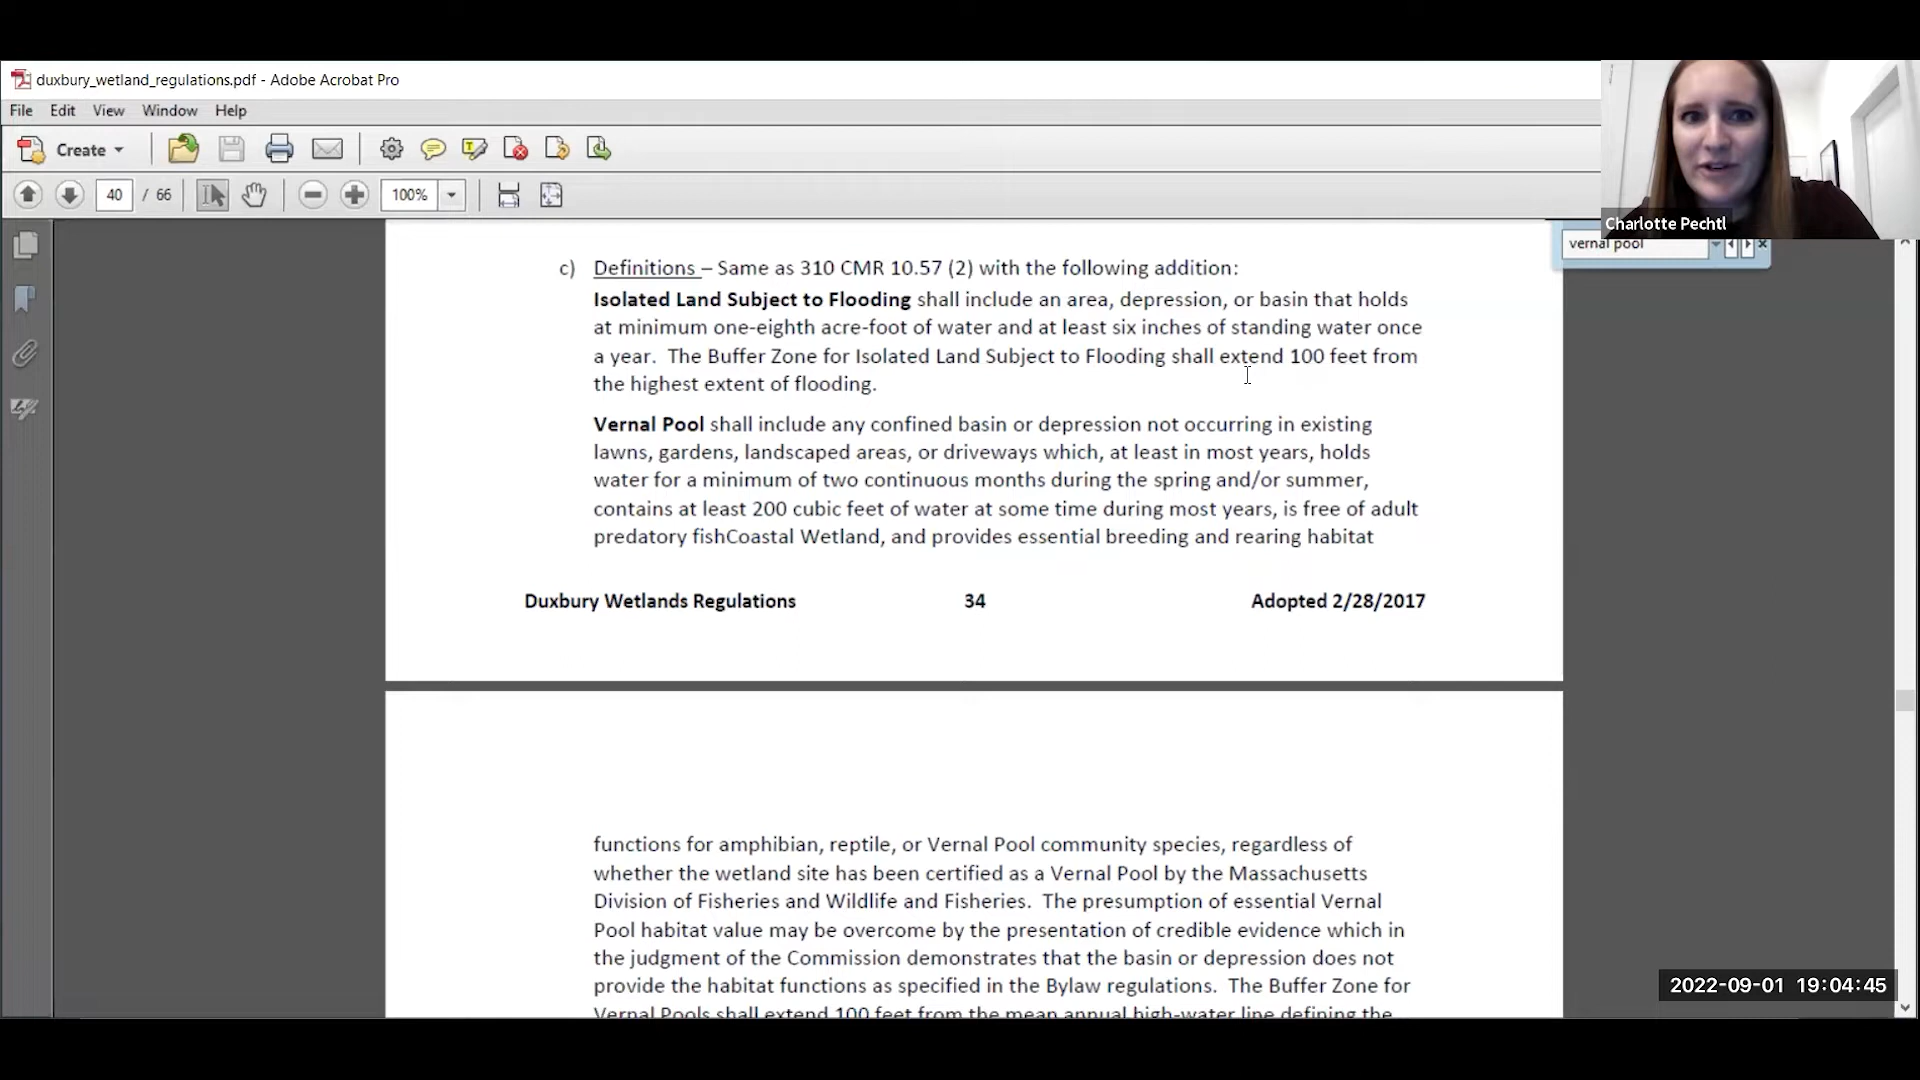 duxbury_wetland_regulations.pdf - Adobe Acrobat Pro
File Edit View Window Help
Create
40 / 66 100%
Charlotte Pechtl
vernal pool
c) Definitions – Same as 310 CMR 10.57 (2) with the following addition:
Isolated Land Subject to Flooding shall include an area, depression, or basin that holds
at minimum one-eighth acre-foot of water and at least six inches of standing water once
a year. The Buffer Zone for Isolated Land Subject to Flooding shall extend 100 feet from
the highest extent of flooding.
Vernal Pool shall include any confined basin or depression not occurring in existing
lawns, gardens, landscaped areas, or driveways which, at least in most years, holds
water for a minimum of two continuous months during the spring and/or summer,
contains at least 200 cubic feet of water at some time during most years, is free of adult
predatory fishCoastal Wetland, and provides essential breeding and rearing habitat
Duxbury Wetlands Regulations 34 Adopted 2/28/2017
functions for amphibian, reptile, or Vernal Pool community species, regardless of
whether the wetland site has been certified as a Vernal Pool by the Massachusetts
Division of Fisheries and Wildlife and Fisheries. The presumption of essential Vernal
Pool habitat value may be overcome by the presentation of credible evidence which in
the judgment of the Commission demonstrates that the basin or depression does not
provide the habitat functions as specified in the Bylaw regulations. The Buffer Zone for
Vernal Pools shall extend 100 feet from the mean annual high-water line defining the
2022-09-01 19:04:45